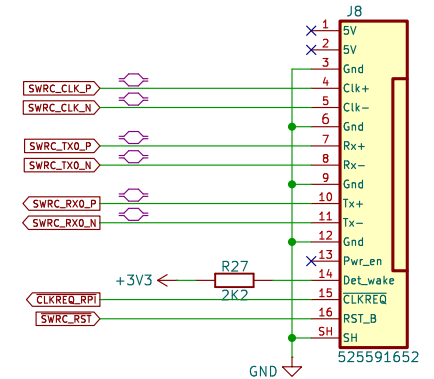 J8
1 5V
2 5V
3 Gnd
SWRC_CLK_P 4 Clk+
SWRC_CLK_N 5 Clk-
6 Gnd
SWRC_TX0_P 7 Rx+
SWRC_TX0_N 8 Rx-
9 Gnd
SWRC_RX0_P 10 Tx+
SWRC_RX0_N 11 Tx-
12 Gnd
13 Pwr_en
R27
+3V3 14 Det_wake
2K2
CLKREQ_RPI 15 CLKREQ
SWRC_RST 16 RST_B
SH SH
525591652
GND